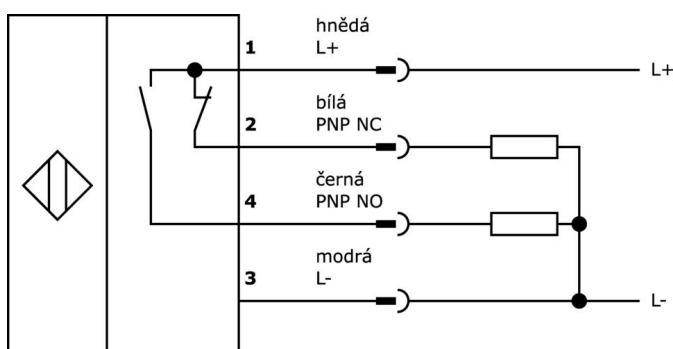 hnědá
1 L+ L+
bílá
2 PNP NC
černá
4 PNP NO
modrá
3 L- L-